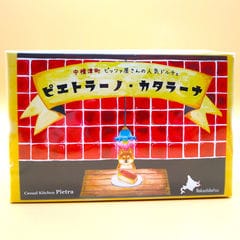 中標津町 ピッツァ屋さんの人気ドルチェ
ピエトラーノ・カタラーナ
Casual Kitchen Pietra
Nakashibetsu